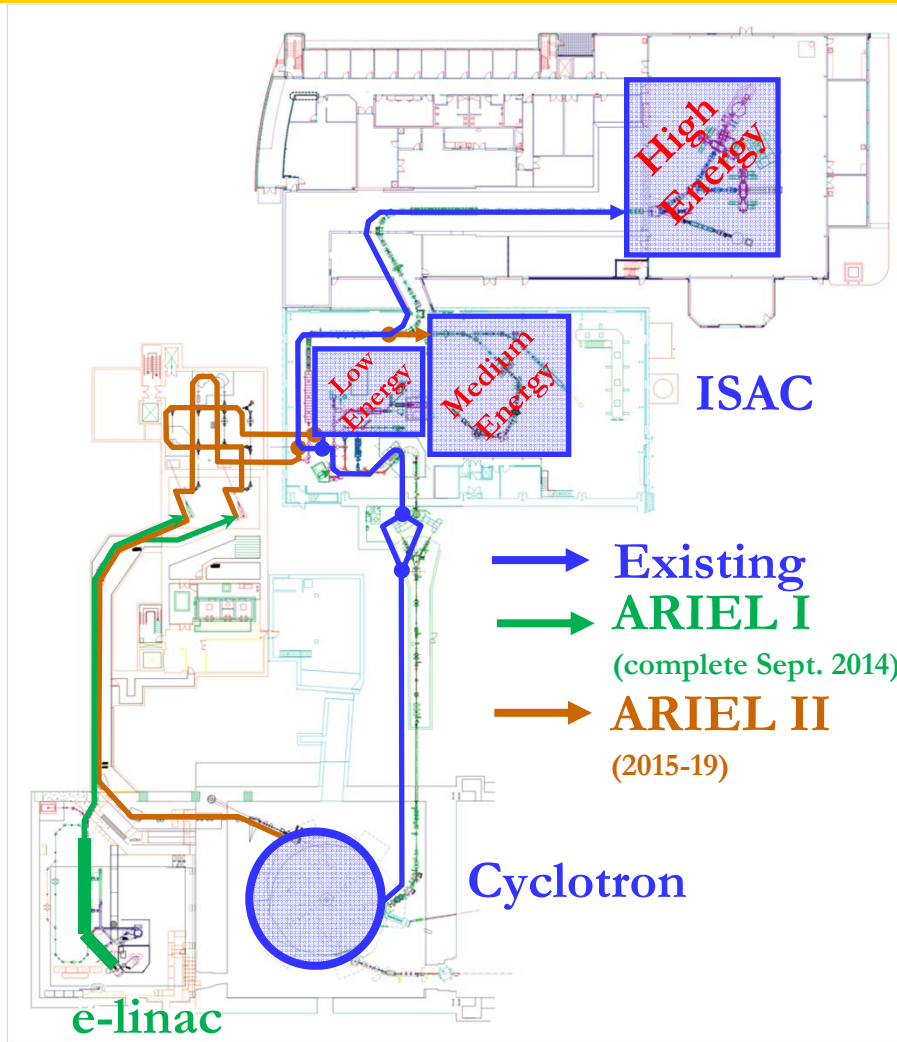 High
Energy
Low
Energy
Medium
Energy
ISAC
Existing
ARIEL I
(complete Sept. 2014)
ARIEL II
(2015-19)
Cyclotron
e-linac